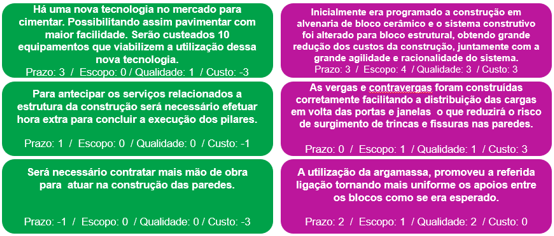 Há uma nova tecnologia no mercado para
cimentar. Possibilitando assim pavimentar com
maior facilidade. Serão custeados 10
equipamentos que viabilizem a utilização dessa
nova tecnologia.
Prazo: 3 / Escopo: 0 / Qualidade: 1 / Custo: -3
Inicialmente era programado a construção em
alvenaria de bloco cerâmico e o sistema construtivo
foi alterado para bloco estrutural, obtendo grande
redução dos custos da construção, juntamente com a
grande agilidade e racionalidade do sistema.
Prazo: 3 / Escopo: 4 / Qualidade: 3 / Custo: 3
Para antecipar os serviços relacionados a
estrutura da construção será necessário efetuar
hora extra para concluir a execução dos pilares.
Prazo: 1 / Escopo: 0 / Qualidade: 0 / Custo: -1
As vergas e contravergas foram construidas
corretamente facilitando a distribuição das cargas
em volta das portas e janelas o que reduzirá o risco
de surgimento de trincas e fissuras nas paredes.
Prazo: 0 / Escopo: 1 / Qualidade: 1 / Custo: 3
Será necessário contratar mais mão de obra
para atuar na construção das paredes.
Prazo: -1 / Escopo: 0 / Qualidade: 0 / Custo: -3
A utilização da argamassa, promoveu a referida
ligação tornando mais uniforme os apoios entre
os blocos como se era esperado.
Prazo: 2 / Escopo: 1 / Qualidade: 2 / Custo: 0